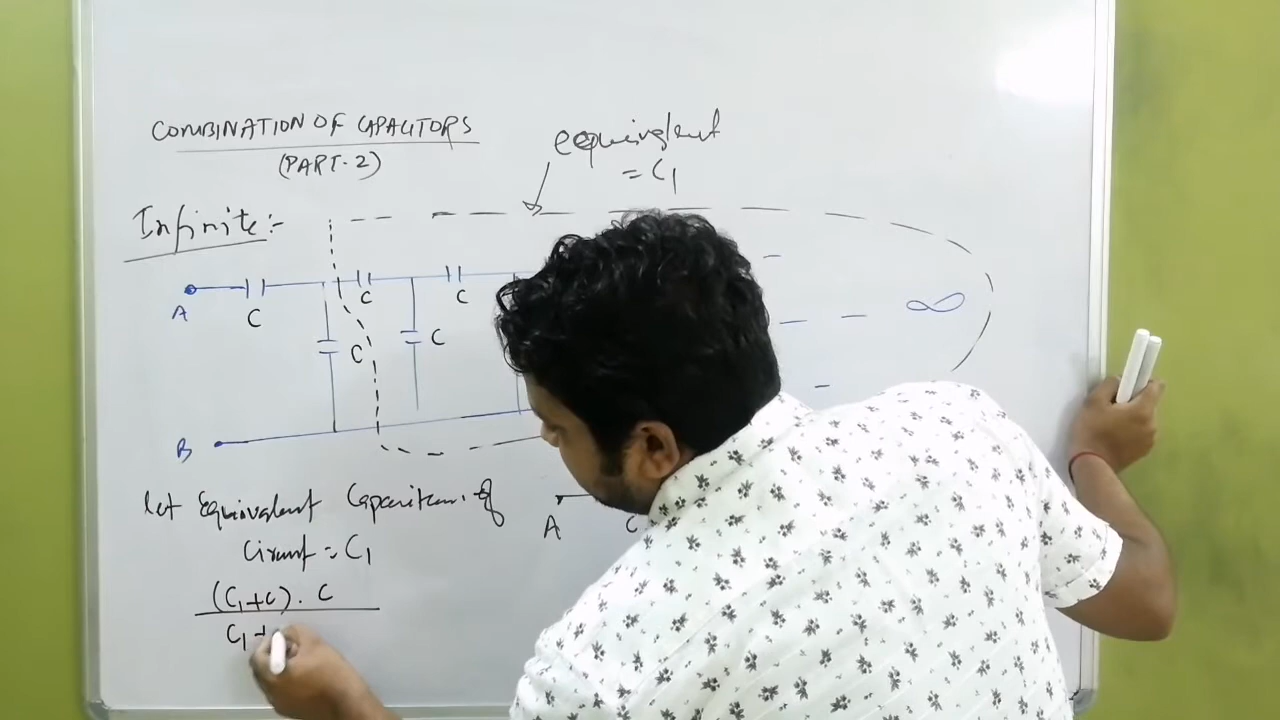 COMBINATION OF CAPACITORS
(PART-2)
equivalent
= C1
Infinite:-
A
C
C
C
C
C
∞
B
let Equivalent Capacitance of
Circuit = C1
A
C
(C1+C) . C
C1 +